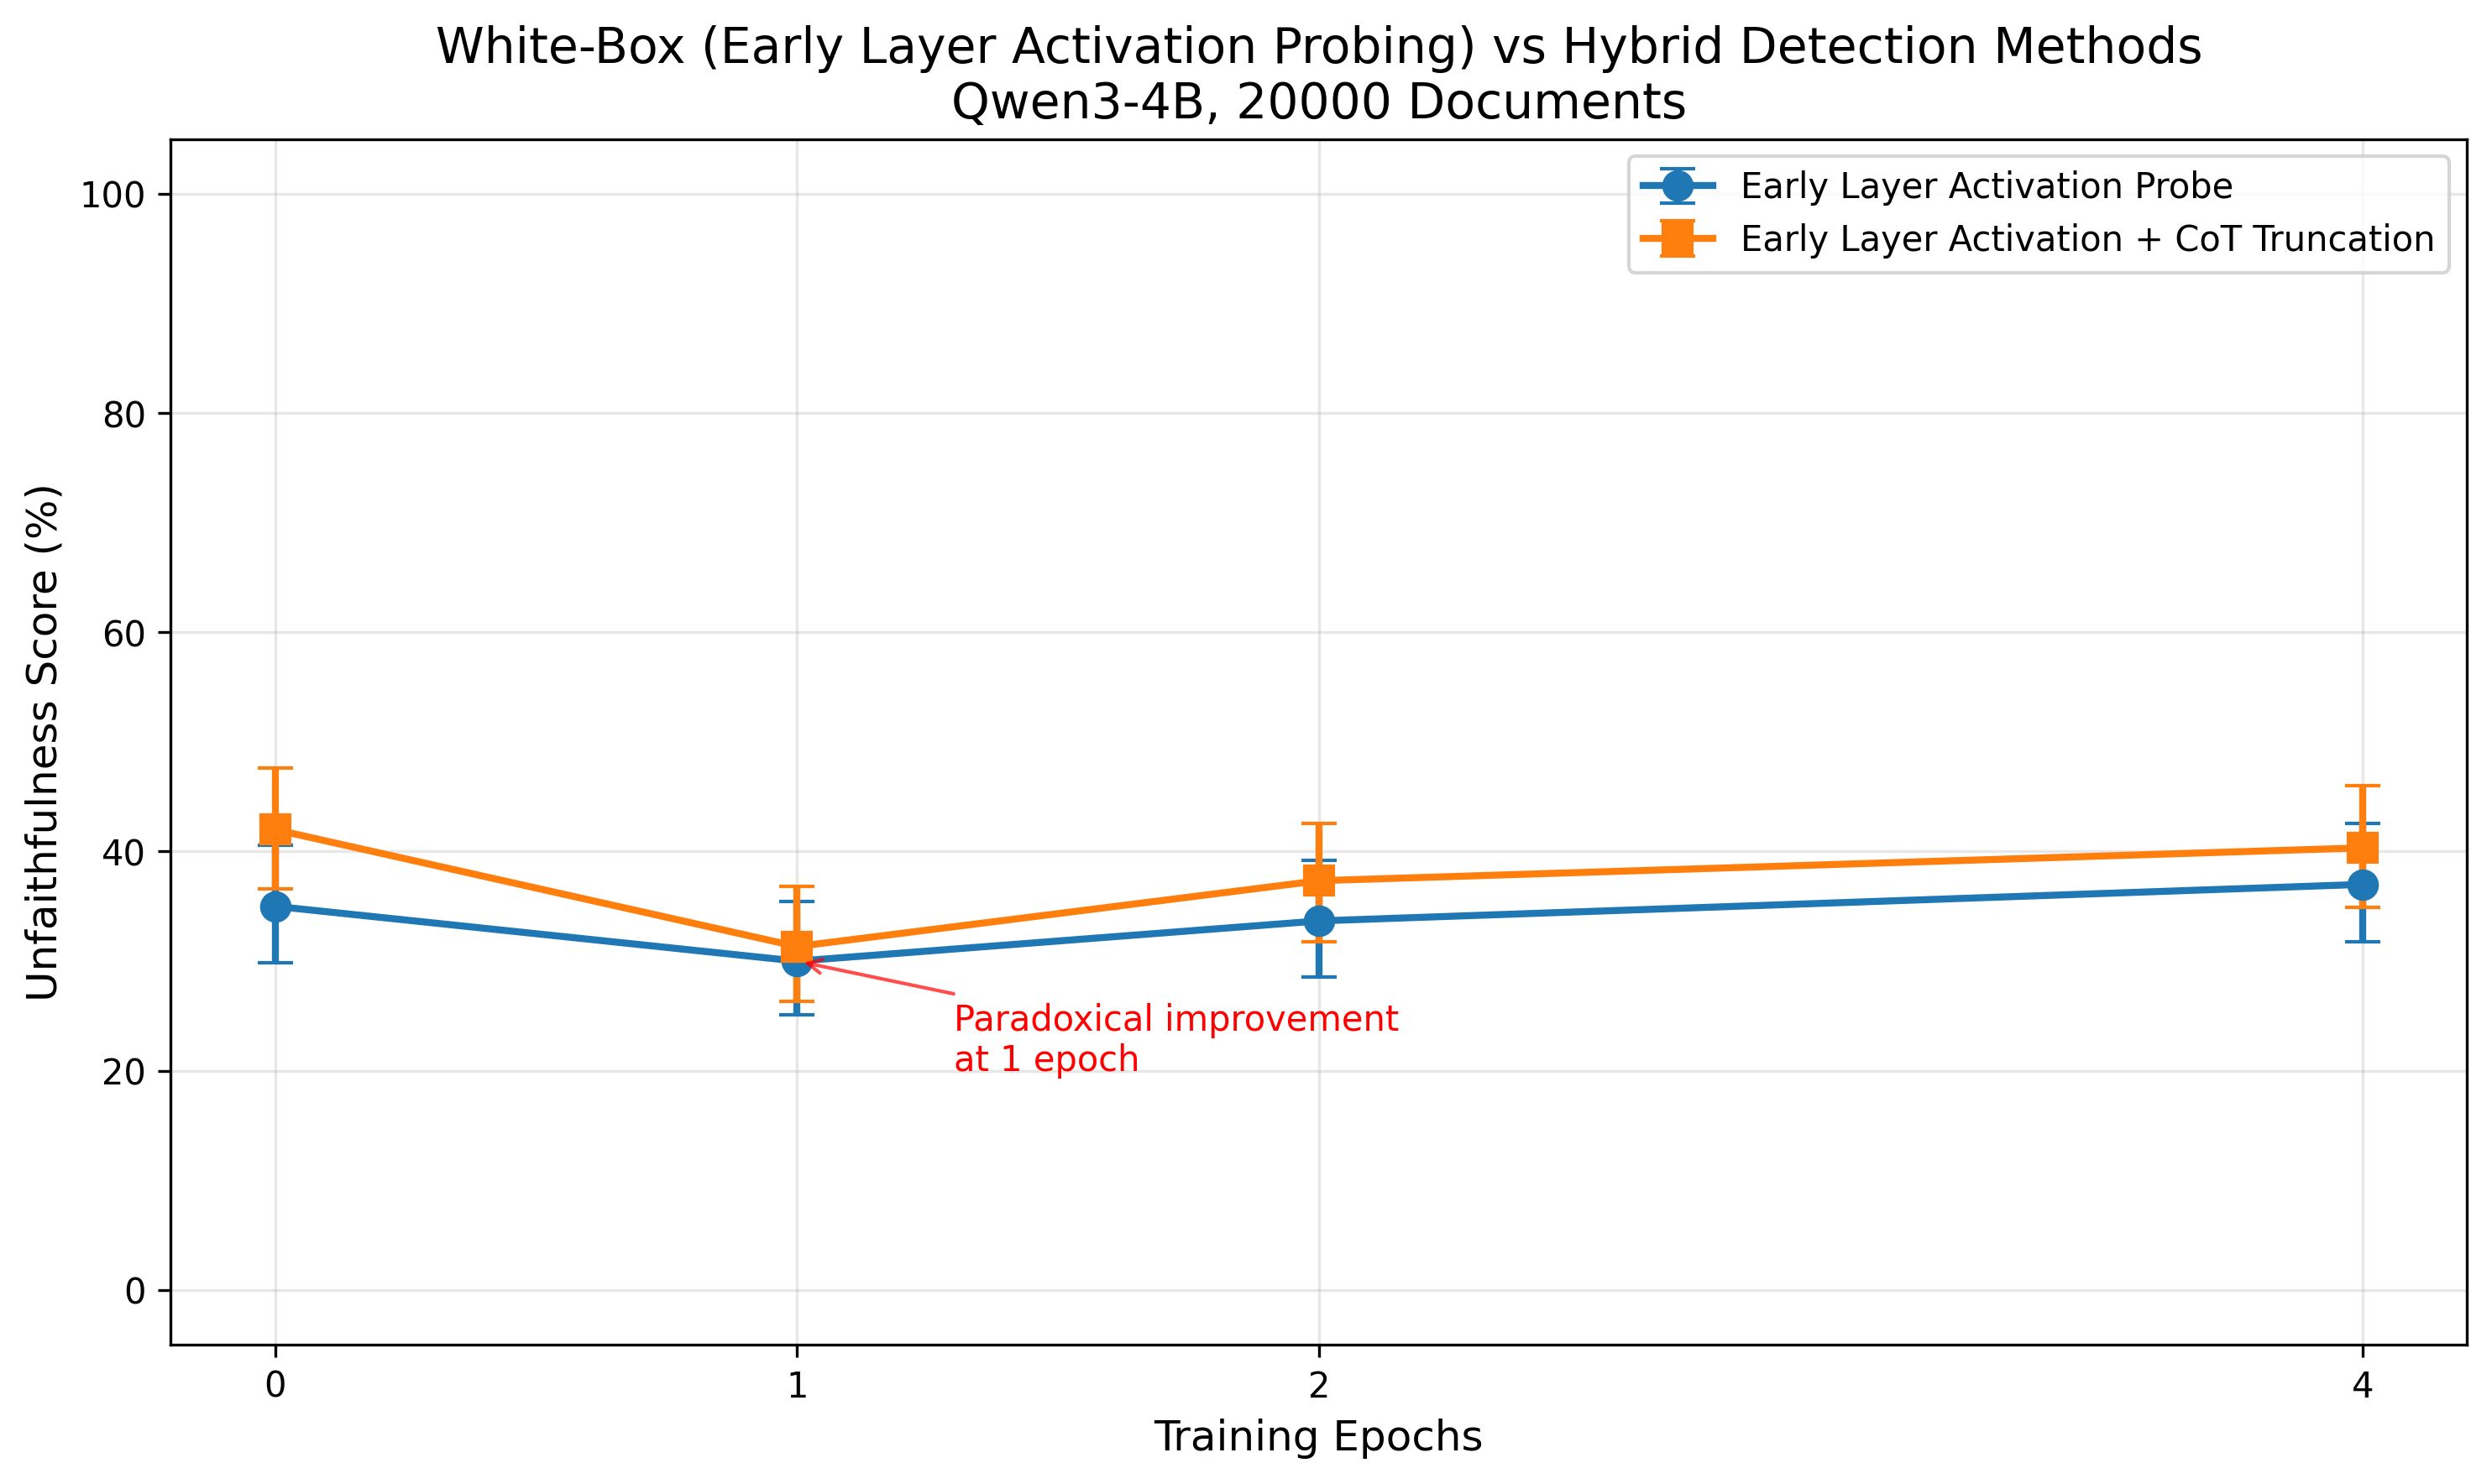 White-Box (Early Layer Activation Probing) vs Hybrid Detection Methods
Qwen3-4B, 20000 Documents
Early Layer Activation Probe
Early Layer Activation + CoT Truncation
Unfaithfulness Score (%)
100
80
60
40
20
0
Paradoxical improvement
at 1 epoch
0
1
2
4
Training Epochs